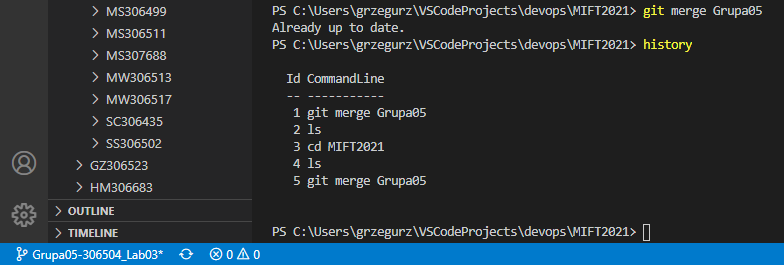 MS306499
MS306511
MS307688
MW306513
MW306517
SC306435
SS306502
GZ306523
HM306683
OUTLINE
TIMELINE
PS C:\Users\grzegurz\VSCodeProjects\devops\MIFT2021> git merge Grupa05
Already up to date.
PS C:\Users\grzegurz\VSCodeProjects\devops\MIFT2021> history
Id CommandLine
-- -----------
1 git merge Grupa05
2 ls
3 cd MIFT2021
4 ls
5 git merge Grupa05
PS C:\Users\grzegurz\VSCodeProjects\devops\MIFT2021>
Grupa05-306504_Lab03* 0 0